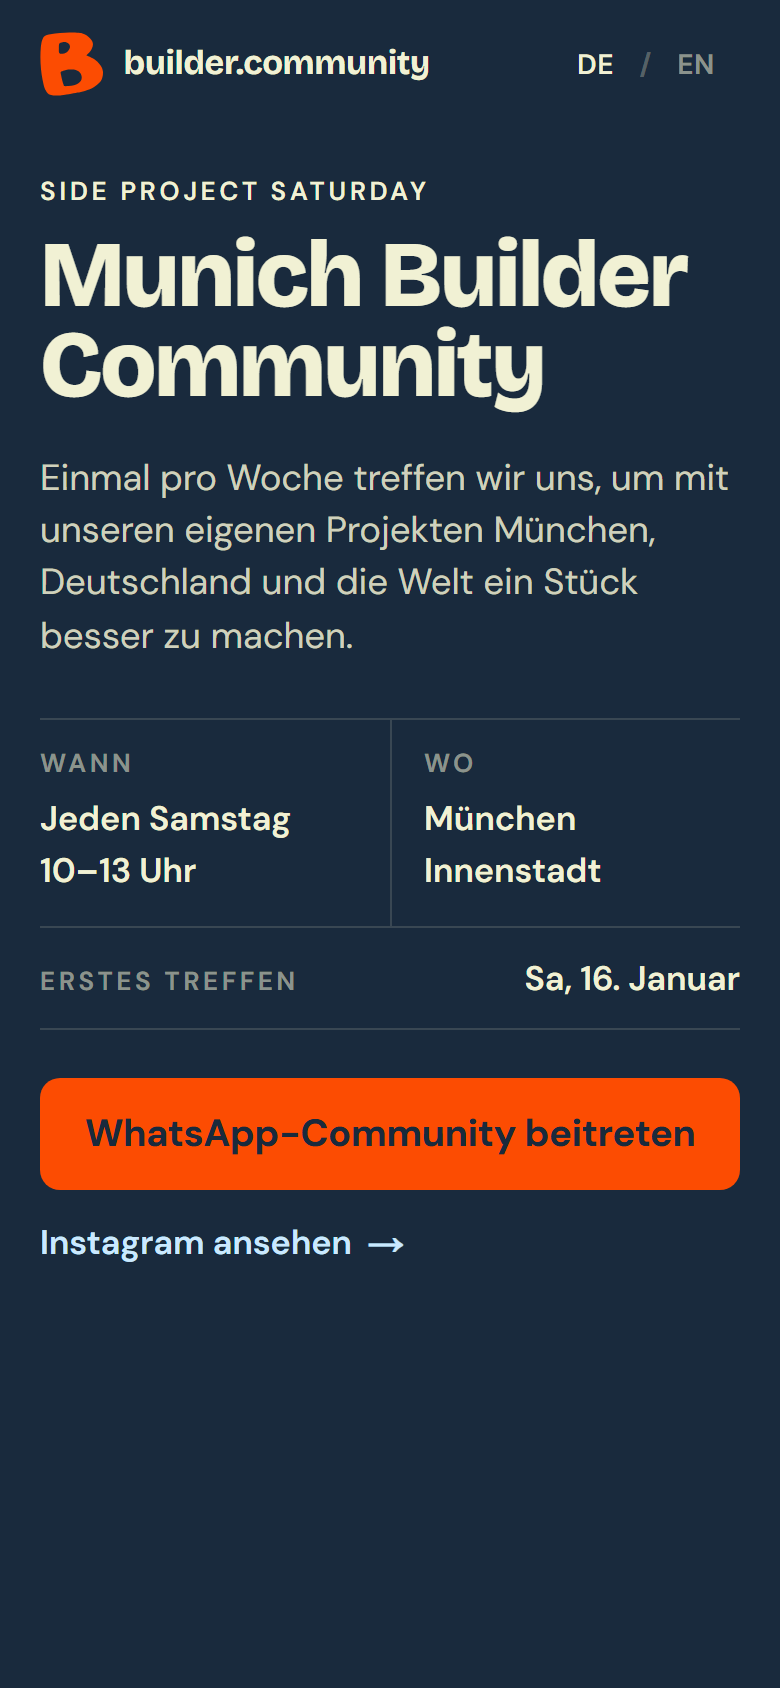 B builder.community DE / EN
SIDE PROJECT SATURDAY
Munich Builder
Community
Einmal pro Woche treffen wir uns, um mit
unseren eigenen Projekten München,
Deutschland und die Welt ein Stück
besser zu machen.
WANN
Jeden Samstag
10–13 Uhr
WO
München
Innenstadt
ERSTES TREFFEN Sa, 16. Januar
WhatsApp-Community beitreten
Instagram ansehen →